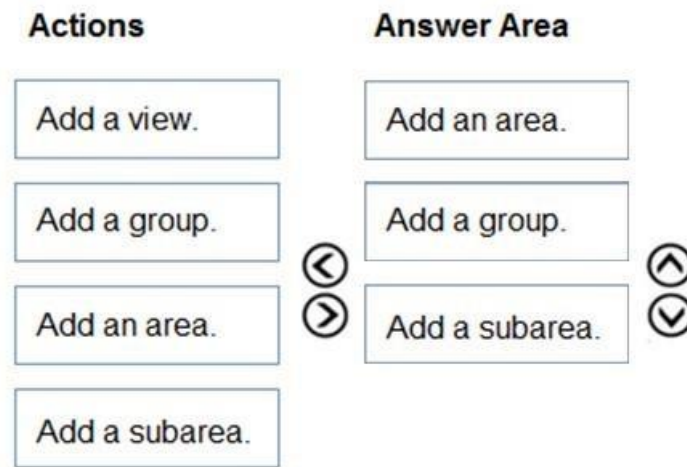 Actions
Answer Area
Add a view.
Add an area.
Add a group.
Add a group.
Add an area.
Add a subarea.
Add a subarea.